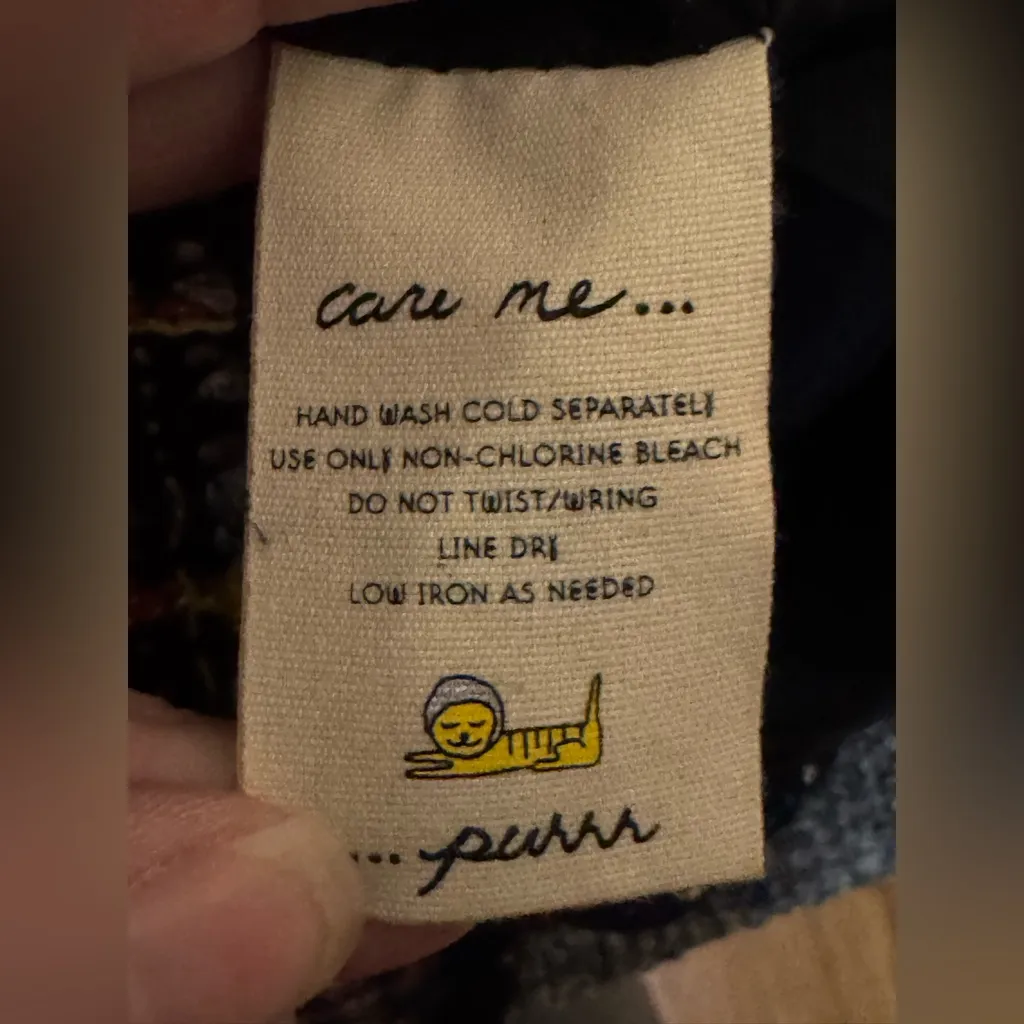 care me...
HAND WASH COLD SEPARATELY
USE ONLY NON-CHLORINE BLEACH
DO NOT TWIST/WRING
LINE DRY
LOW IRON AS NEEDED
... purrr